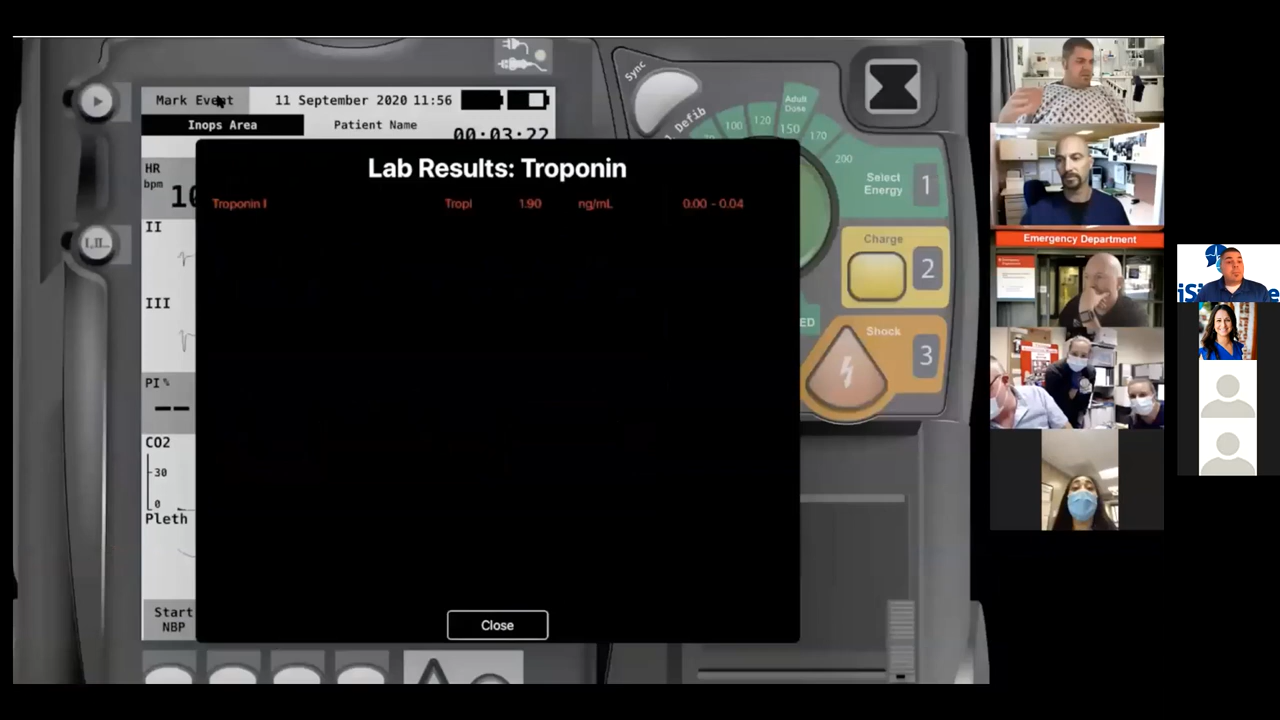 Mark Event
11 September 2020 11:56
Inops Area
Patient Name
00:03:22
HR
bpm
10
II
III
PI %
--
CO2
30
0
Pleth
Start
NBP
I,II...
Lab Results: Troponin
Troponin I Tropi 1.90 ng/mL 0.00 - 0.04
Close
Sync
Defib
100
120
Adult
Dose
150
170
200
Select
Energy
1
Charge
2
ED
Shock
3
Emergency Department